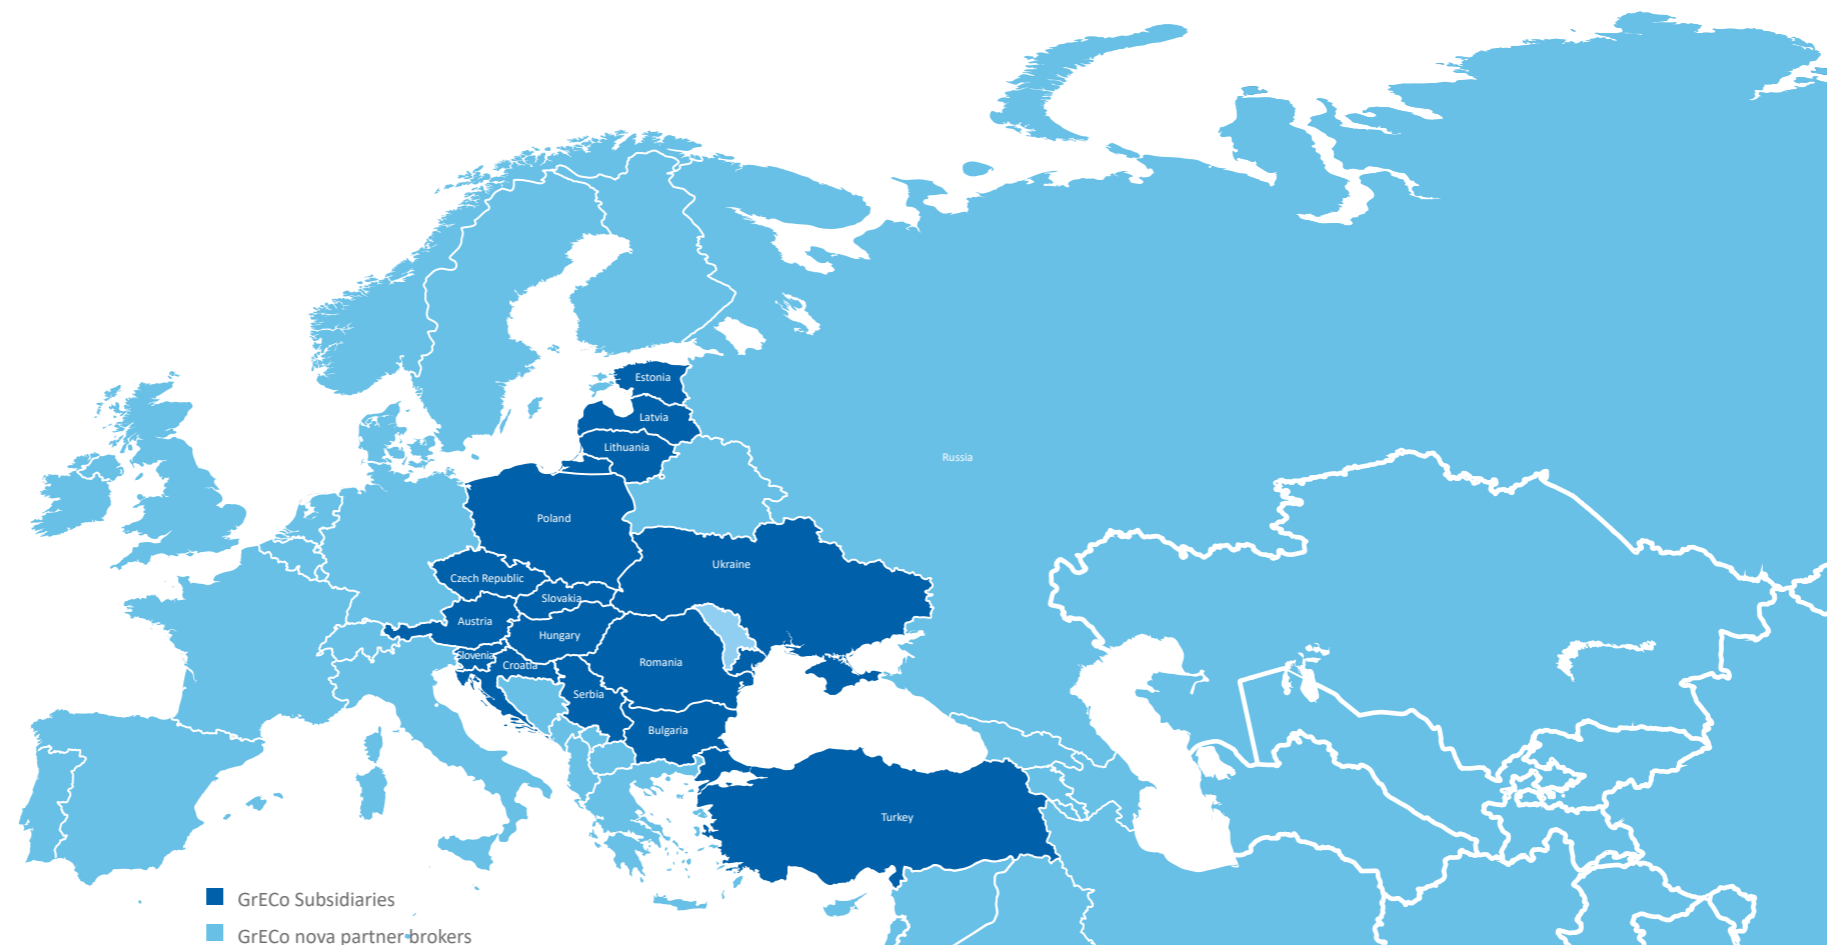 Estonia
Latvia
Lithuania
Russia
Poland
Ukraine
Czech Republic
Slovakia
Austria
Hungary
Slovenia
Croatia
Romania
Serbia
Bulgaria
Turkey
GrECo Subsidiaries
GrECo nova partner brokers